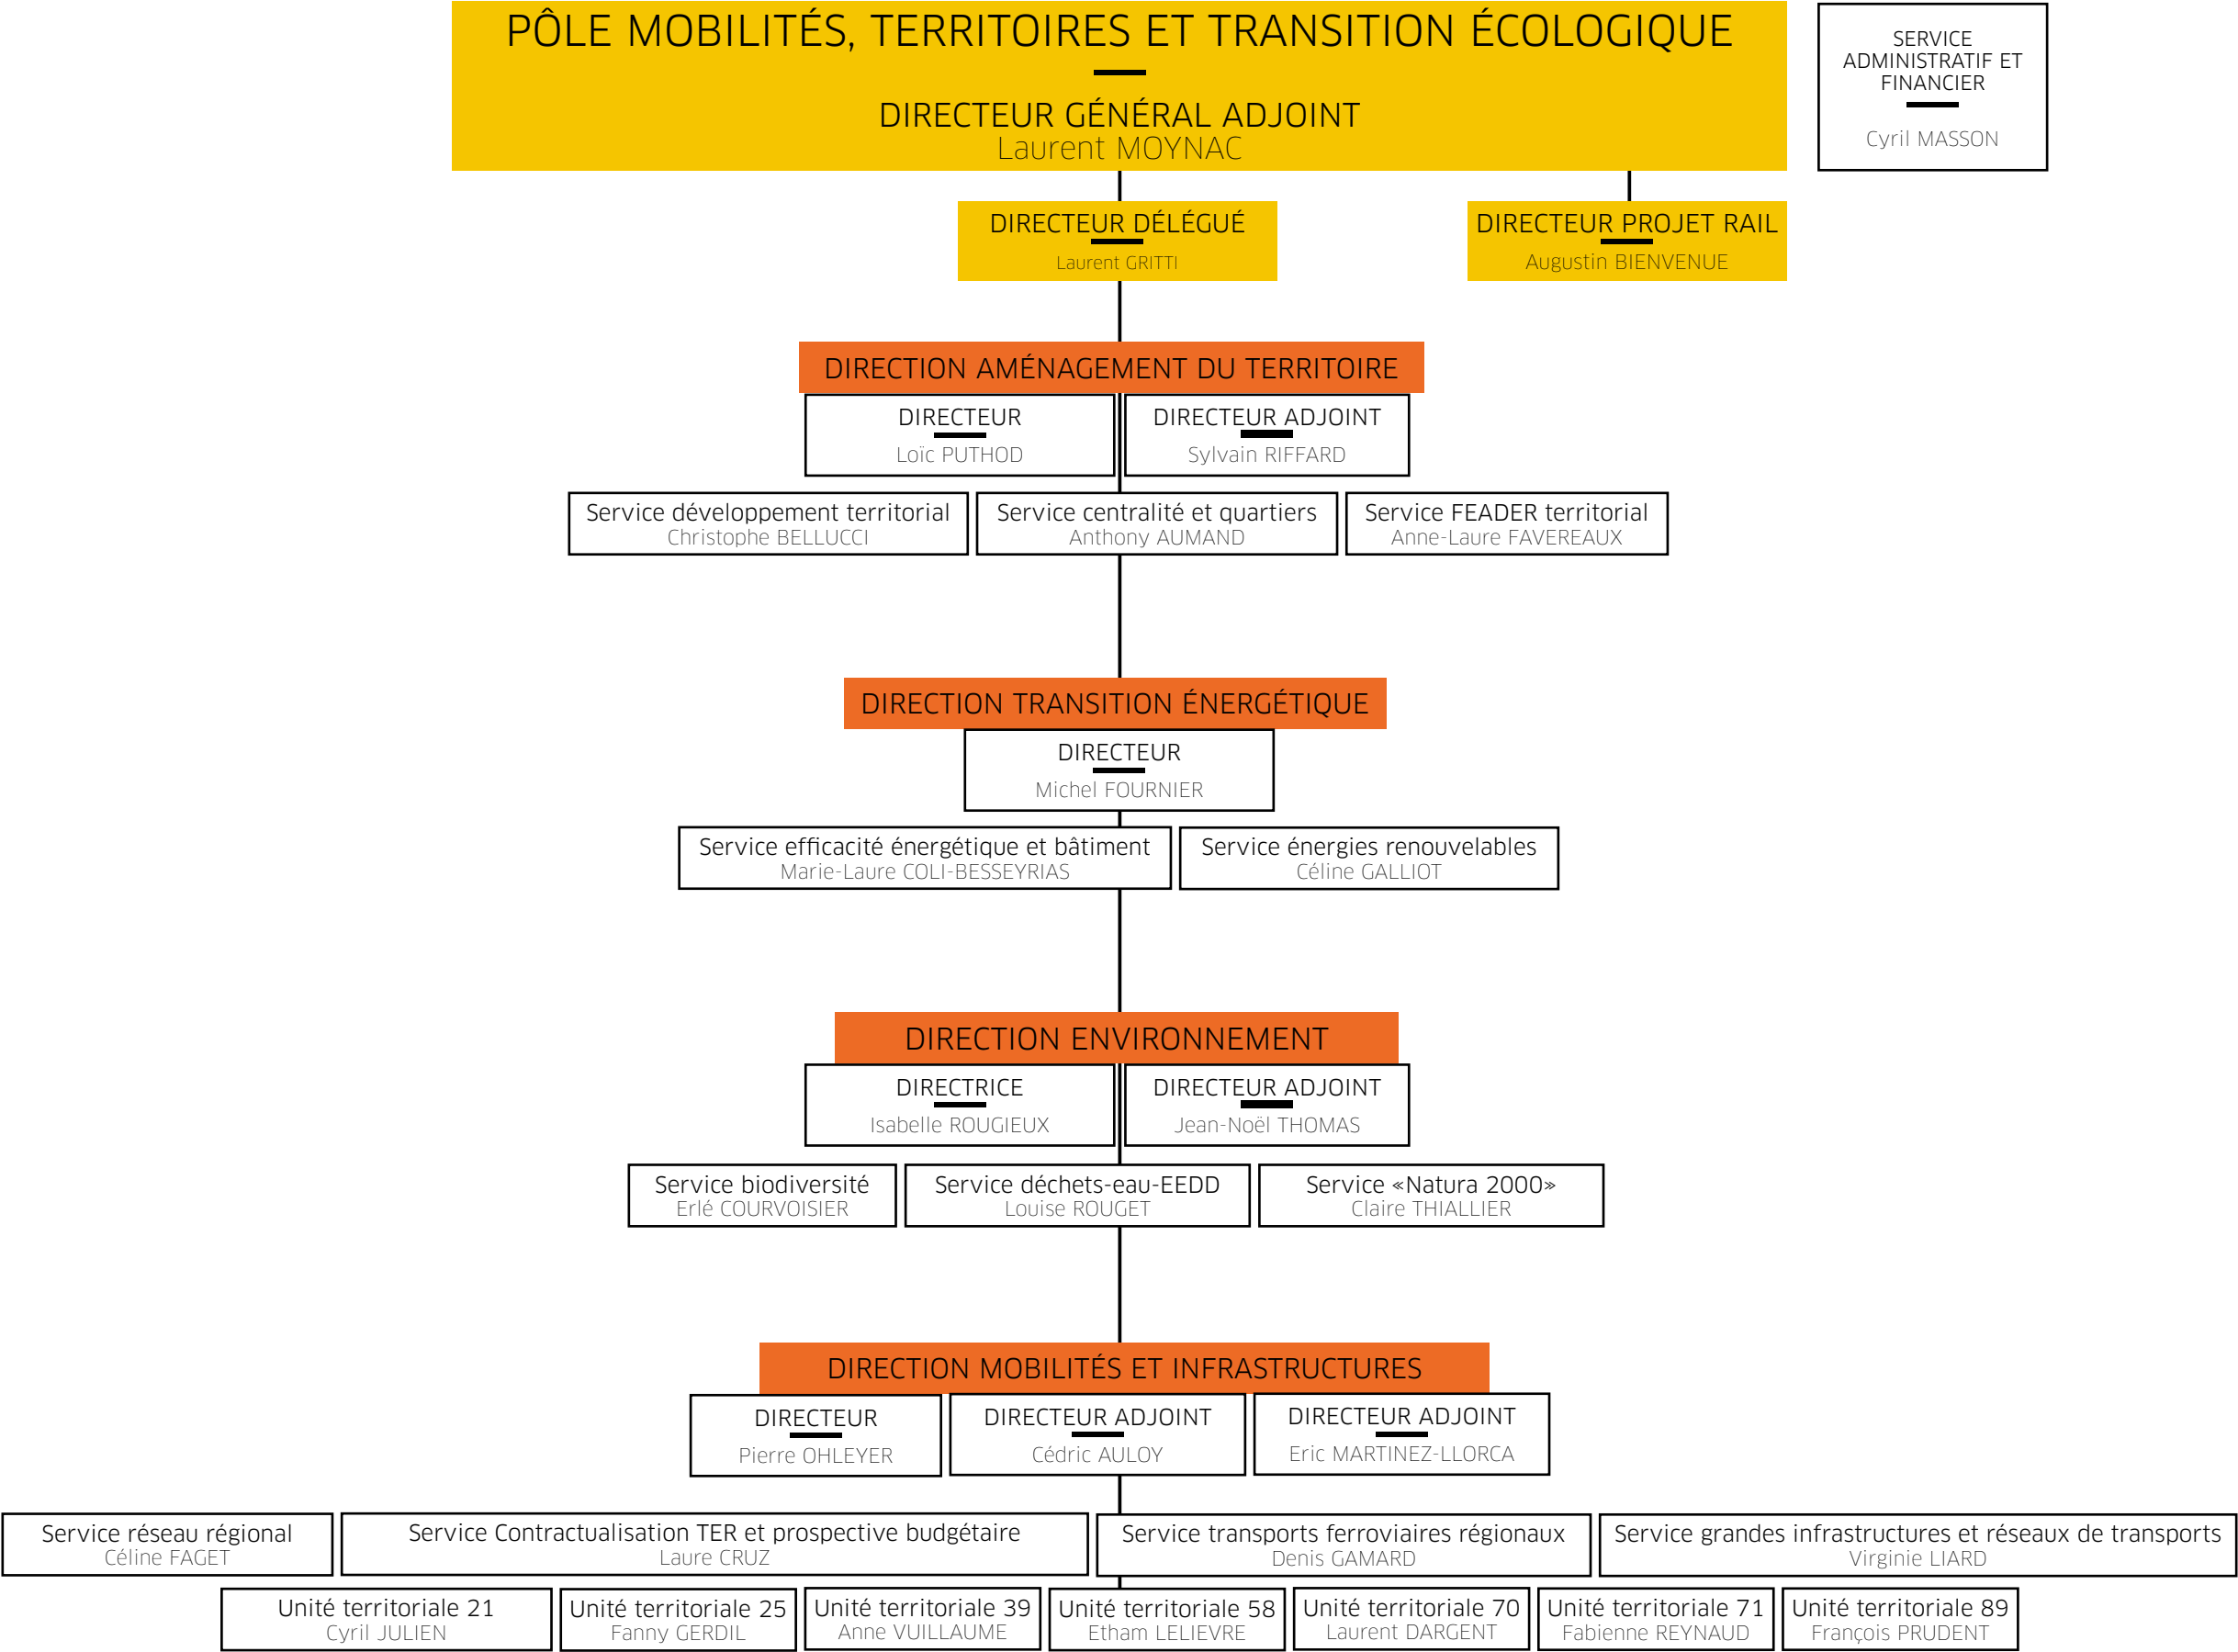 PÔLE MOBILITÉS, TERRITOIRES ET TRANSITION ÉCOLOGIQUE
DIRECTEUR GÉNÉRAL ADJOINT
Laurent MOYNAC
SERVICE
ADMINISTRATIF ET
FINANCIER
Cyril MASSON
DIRECTEUR DÉLÉGUÉ
Laurent GRITTI
DIRECTEUR PROJET RAIL
Augustin BIENVENUE
DIRECTION AMÉNAGEMENT DU TERRITOIRE
DIRECTEUR
Loïc PUTHOD
DIRECTEUR ADJOINT
Sylvain RIFFARD
Service développement territorial
Christophe BELLUCCI
Service centralité et quartiers
Anthony AUMAND
Service FEADER territorial
Anne-Laure FAVEREAUX
DIRECTION TRANSITION ÉNERGÉTIQUE
DIRECTEUR
Michel FOURNIER
Service efficacité énergétique et bâtiment
Marie-Laure COLI-BESSEYRIAS
Service énergies renouvelables
Céline GALLIOT
DIRECTION ENVIRONNEMENT
DIRECTRICE
Isabelle ROUGIEUX
DIRECTEUR ADJOINT
Jean-Noël THOMAS
Service biodiversité
Erlé COURVOISIER
Service déchets-eau-EEDD
Louise ROUGET
Service «Natura 2000»
Claire THIALLIER
DIRECTION MOBILITÉS ET INFRASTRUCTURES
DIRECTEUR
Pierre OHLEYER
DIRECTEUR ADJOINT
Cédric AULOY
DIRECTEUR ADJOINT
Eric MARTINEZ-LLORCA
Service réseau régional
Céline FAGET
Service Contractualisation TER et prospective budgétaire
Laure CRUZ
Service transports ferroviaires régionaux
Denis GAMARD
Service grandes infrastructures et réseaux de transports
Virginie LIARD
Unité territoriale 21
Cyril JULIEN
Unité territoriale 25
Fanny GERDIL
Unité territoriale 39
Anne VUILLAUME
Unité territoriale 58
Etham LELIEVRE
Unité territoriale 70
Laurent DARGENT
Unité territoriale 71
Fabienne REYNAUD
Unité territoriale 89
François PRUDENT